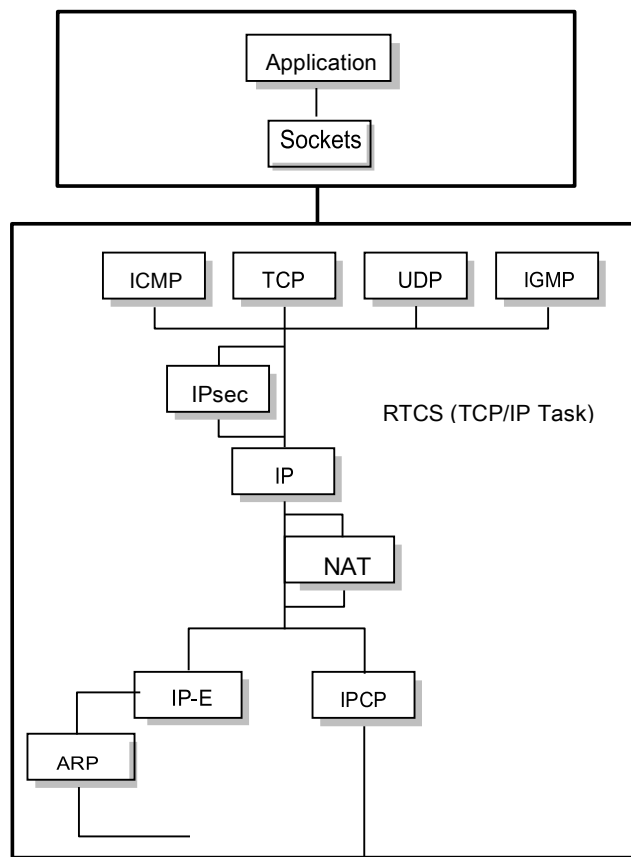 Application
Sockets
ICMP
TCP
UDP
IGMP
IPsec
RTCS (TCP/IP Task)
IP
NAT
IP-E
IPCP
ARP